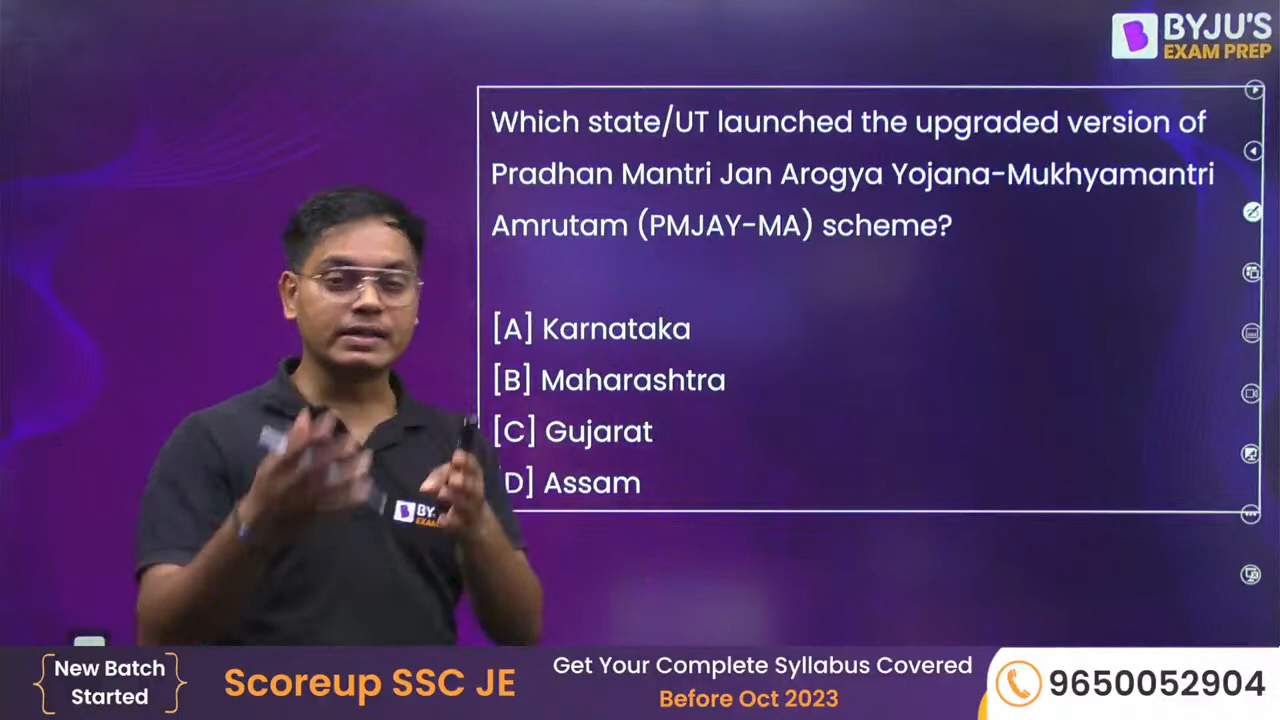 BYJU'S
EXAM PREP
Which state/UT launched the upgraded version of
Pradhan Mantri Jan Arogya Yojana-Mukhyamantri
Amrutam (PMJAY-MA) scheme?
[A] Karnataka
[B] Maharashtra
[C] Gujarat
D] Assam
New Batch
Started
Scoreup SSC JE
Get Your Complete Syllabus Covered
Before Oct 2023
9650052904